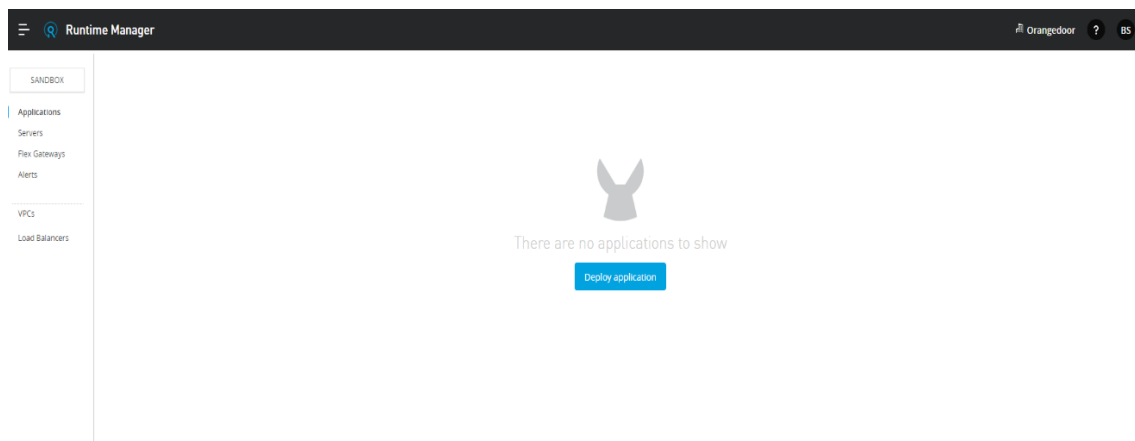 Runtime Manager
Orangedoor
?
BS
SANDBOX
Applications
Servers
Flex Gateways
Alerts
VPCs
Load Balancers
There are no applications to show
Deploy application